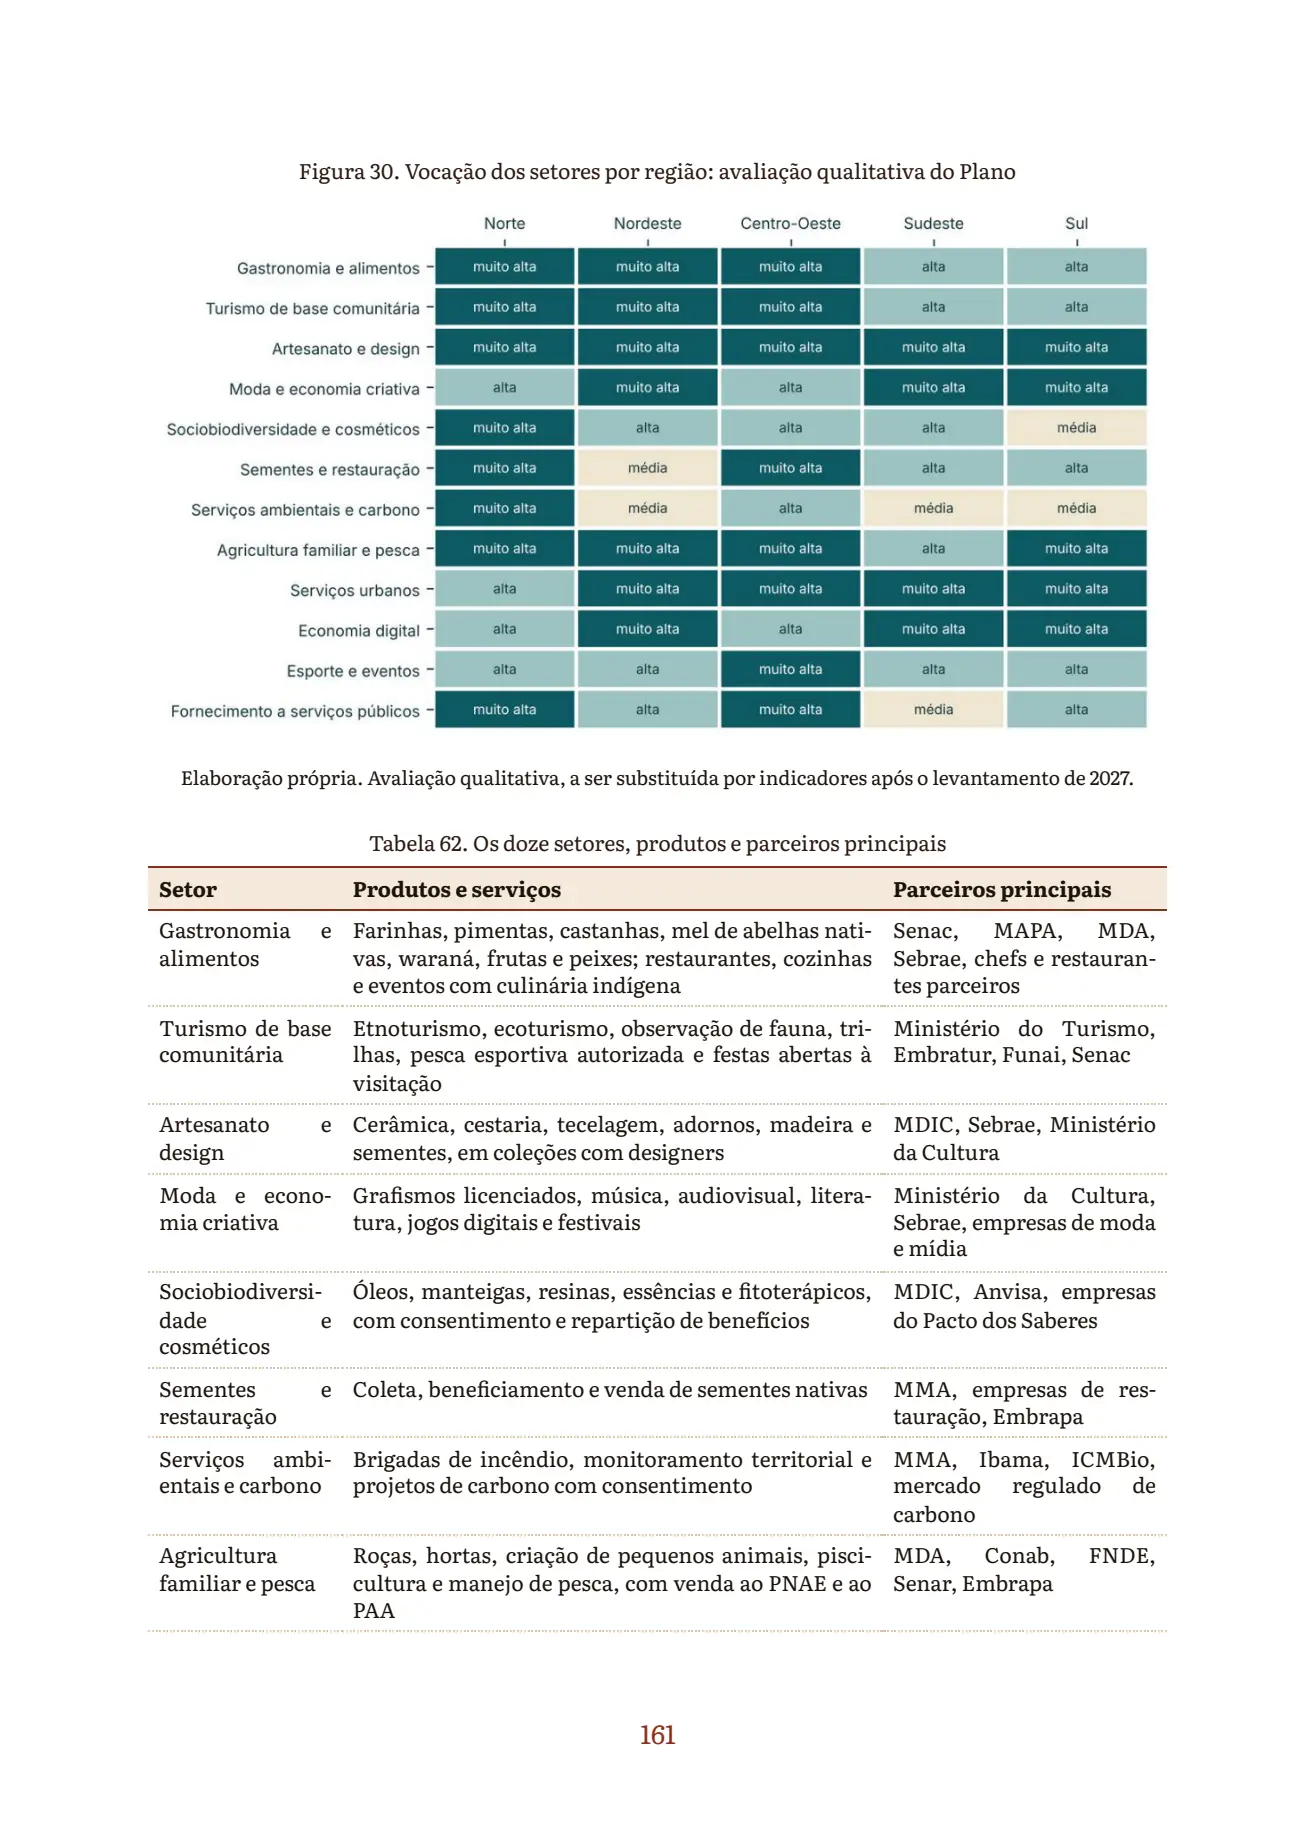 Figura 30. Vocação dos setores por região: avaliação qualitativa do Plano
Norte Nordeste Centro-Oeste Sudeste Sul
Gastronomia e alimentos muito alta muito alta muito alta alta alta
Turismo de base comunitária muito alta muito alta muito alta alta alta
Artesanato e design muito alta muito alta muito alta muito alta muito alta
Moda e economia criativa alta muito alta alta muito alta muito alta
Sociobiodiversidade e cosméticos muito alta alta alta alta média
Sementes e restauração muito alta média muito alta alta alta
Serviços ambientais e carbono muito alta média alta média média
Agricultura familiar e pesca muito alta muito alta muito alta alta muito alta
Serviços urbanos alta muito alta muito alta muito alta muito alta
Economia digital alta muito alta alta muito alta muito alta
Esporte e eventos alta alta muito alta alta alta
Fornecimento a serviços públicos muito alta alta muito alta média alta
Elaboração própria. Avaliação qualitativa, a ser substituída por indicadores após o levantamento de 2027.
Tabela 62. Os doze setores, produtos e parceiros principais
Setor Produtos e serviços Parceiros principais
Gastronomia e
alimentos
Farinhas, pimentas, castanhas, mel de abelhas nati-
vas, waraná, frutas e peixes; restaurantes, cozinhas
e eventos com culinária indígena
Senac, MAPA, MDA,
Sebrae, chefs e restauran-
tes parceiros
Turismo de base
comunitária
Etnoturismo, ecoturismo, observação de fauna, tri-
lhas, pesca esportiva autorizada e festas abertas à
visitação
Ministério do Turismo,
Embratur, Funai, Senac
Artesanato e
design
Cerâmica, cestaria, tecelagem, adornos, madeira e
sementes, em coleções com designers
MDIC, Sebrae, Ministério
da Cultura
Moda e econo-
mia criativa
Grafismos licenciados, música, audiovisual, litera-
tura, jogos digitais e festivais
Ministério da Cultura,
Sebrae, empresas de moda
e mídia
Sociobiodiversi-
dade e
cosméticos
Óleos, manteigas, resinas, essências e fitoterápicos,
com consentimento e repartição de benefícios
MDIC, Anvisa, empresas
do Pacto dos Saberes
Sementes e
restauração
Coleta, beneficiamento e venda de sementes nativas
MMA, empresas de res-
tauração, Embrapa
Serviços ambi-
entais e carbono
Brigadas de incêndio, monitoramento territorial e
projetos de carbono com consentimento
MMA, Ibama, ICMBio,
mercado regulado de
carbono
Agricultura
familiar e pesca
Roças, hortas, criação de pequenos animais, pisci-
cultura e manejo de pesca, com venda ao PNAE e ao
PAA
MDA, Conab, FNDE,
Senar, Embrapa
161